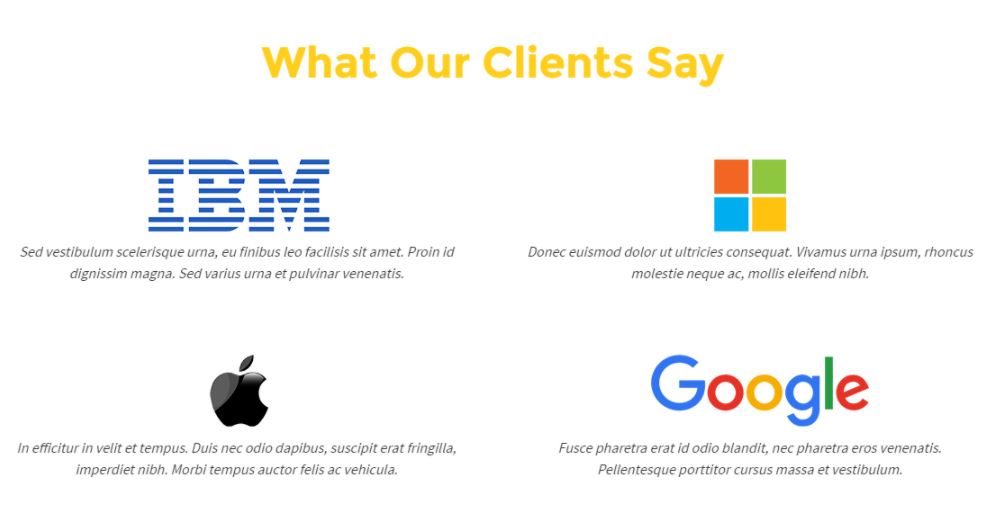 What Our Clients Say
IBM
Sed vestibulum scelerisque urna, eu finibus leo facilisis sit amet. Proin id
dignissim magna. Sed varius urna et pulvinar venenatis.
Donec euismod dolor ut ultricies consequat. Vivamus urna ipsum, rhoncus
molestie neque ac, mollis eleifend nibh.
In efficitur in velit et tempus. Duis nec odio dapibus, suscipit erat fringilla,
imperdiet nibh. Morbi tempus auctor felis ac vehicula.
Google
Fusce pharetra erat id odio blandit, nec pharetra eros venenatis.
Pellentesque porttitor cursus massa et vestibulum.